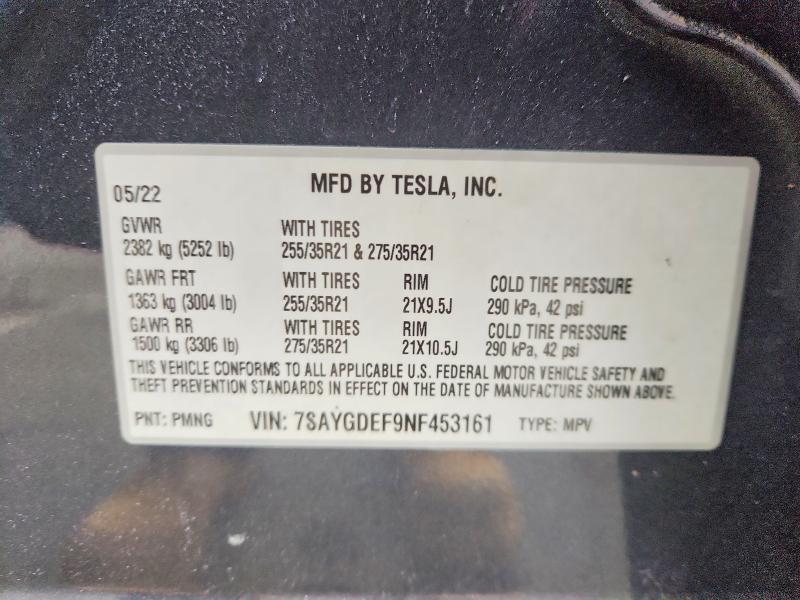 05/22 MFD BY TESLA, INC.
GVWR WITH TIRES
2382 kg (5252 lb) 255/35R21 & 275/35R21
GAWR FRT WITH TIRES RIM COLD TIRE PRESSURE
1363 kg (3004 lb) 255/35R21 21X9.5J 290 kPa, 42 psi
GAWR RR WITH TIRES RIM COLD TIRE PRESSURE
1500 kg (3306 lb) 275/35R21 21X10.5J 290 kPa, 42 psi
THIS VEHICLE CONFORMS TO ALL APPLICABLE U.S. FEDERAL MOTOR VEHICLE SAFETY AND
THEFT PREVENTION STANDARDS IN EFFECT ON THE DATE OF MANUFACTURE SHOWN ABOVE.
PNT: PMNG VIN: 7SAYGDEF9NF453161 TYPE: MPV